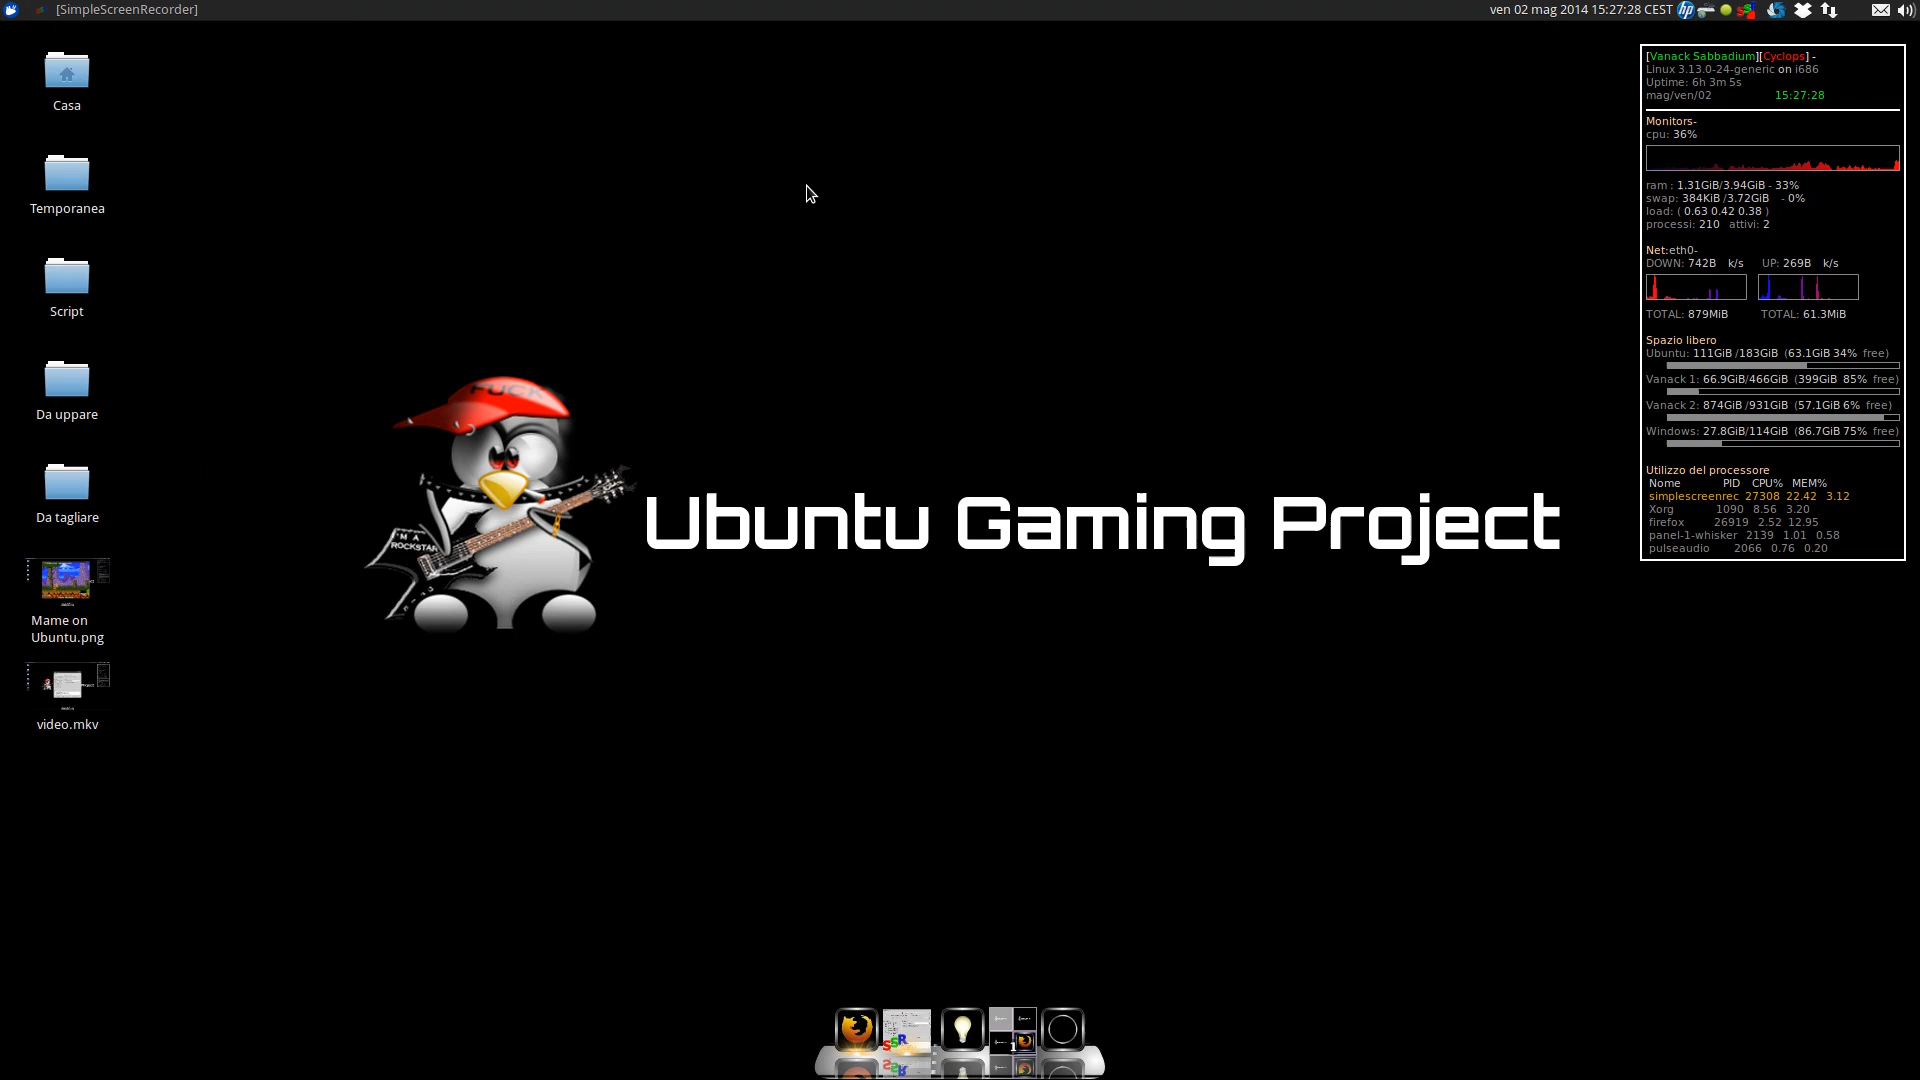 [SimpleScreenRecorder]
ven 02 mag 2014 15:27:28 CEST
Casa
Temporanea
Script
Da uppare
Da tagliare
Mame on
Ubuntu.png
video.mkv
FUCK
I'M A
ROCKSTAR
Ubuntu Gaming Project
[Vanack Sabbadium][Cyclops] -
Linux 3.13.0-24-generic on i686
Uptime: 6h 3m 5s
mag/ven/02 15:27:28
Monitors-
cpu: 36%
ram : 1.31GiB/3.94GiB - 33%
swap: 384KiB /3.72GiB - 0%
load: ( 0.63 0.42 0.38 )
processi: 210 attivi: 2
Net:eth0-
DOWN: 742B k/s UP: 269B k/s
TOTAL: 879MiB TOTAL: 61.3MiB
Spazio libero
Ubuntu: 111GiB /183GiB (63.1GiB 34% free)
Vanack 1: 66.9GiB/466GiB (399GiB 85% free)
Vanack 2: 874GiB /931GiB (57.1GiB 6% free)
Windows: 27.8GiB/114GiB (86.7GiB 75% free)
Utilizzo del processore
Nome PID CPU% MEM%
simplescreenrec 27308 22.42 3.12
Xorg 1090 8.56 3.20
firefox 26919 2.52 12.95
panel-1-whisker 2139 1.01 0.58
pulseaudio 2066 0.76 0.20
SSR
1